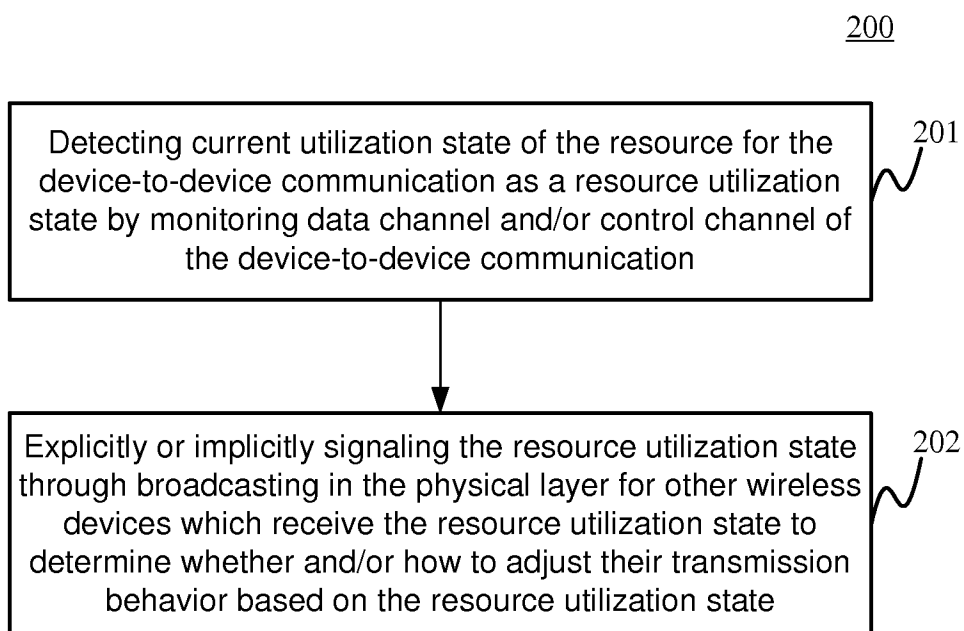 200
Detecting current utilization state of the resource for the
device-to-device communication as a resource utilization
state by monitoring data channel and/or control channel of
the device-to-device communication
201
Explicitly or implicitly signaling the resource utilization state
through broadcasting in the physical layer for other wireless
devices which receive the resource utilization state to
determine whether and/or how to adjust their transmission
behavior based on the resource utilization state
202